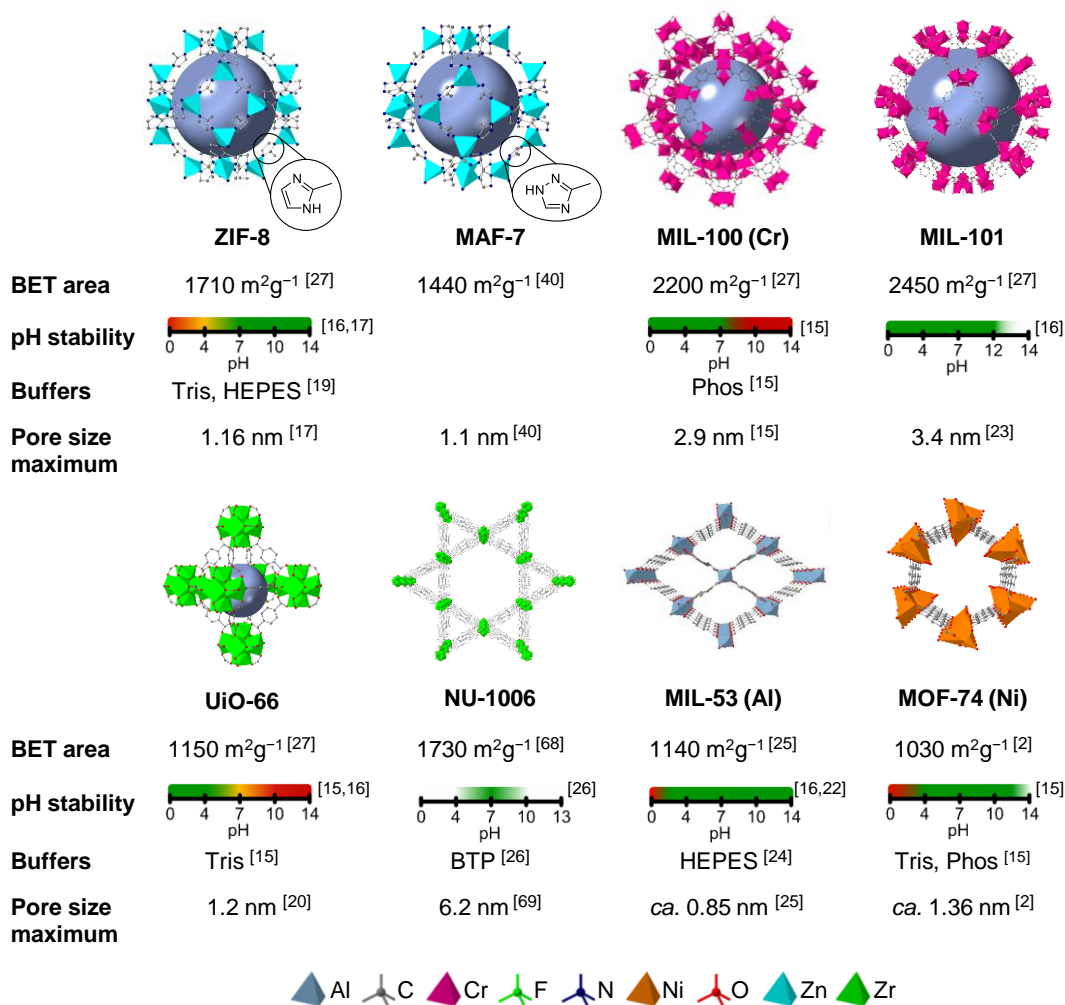 N
NH
HN
N
N
ZIF-8 MAF-7 MIL-100 (Cr) MIL-101
BET area 1710 m²g⁻¹ [27] 1440 m²g⁻¹ [40] 2200 m²g⁻¹ [27] 2450 m²g⁻¹ [27]
pH stability [16,17] [15] [16]
0 4 7 10 14 0 4 7 10 14 0 4 7 12 14
pH pH pH
Buffers Tris, HEPES [19] Phos [15]
Pore size maximum 1.16 nm [17] 1.1 nm [40] 2.9 nm [15] 3.4 nm [23]
UiO-66 NU-1006 MIL-53 (Al) MOF-74 (Ni)
BET area 1150 m²g⁻¹ [27] 1730 m²g⁻¹ [68] 1140 m²g⁻¹ [25] 1030 m²g⁻¹ [2]
pH stability [15,16] [26] [16,22] [15]
0 4 7 10 14 0 4 7 10 13 0 4 7 10 14 0 4 7 10 14
pH pH pH pH
Buffers Tris [15] BTP [26] HEPES [24] Tris, Phos [15]
Pore size maximum 1.2 nm [20] 6.2 nm [69] ca. 0.85 nm [25] ca. 1.36 nm [2]
Al C Cr F N Ni O Zn Zr